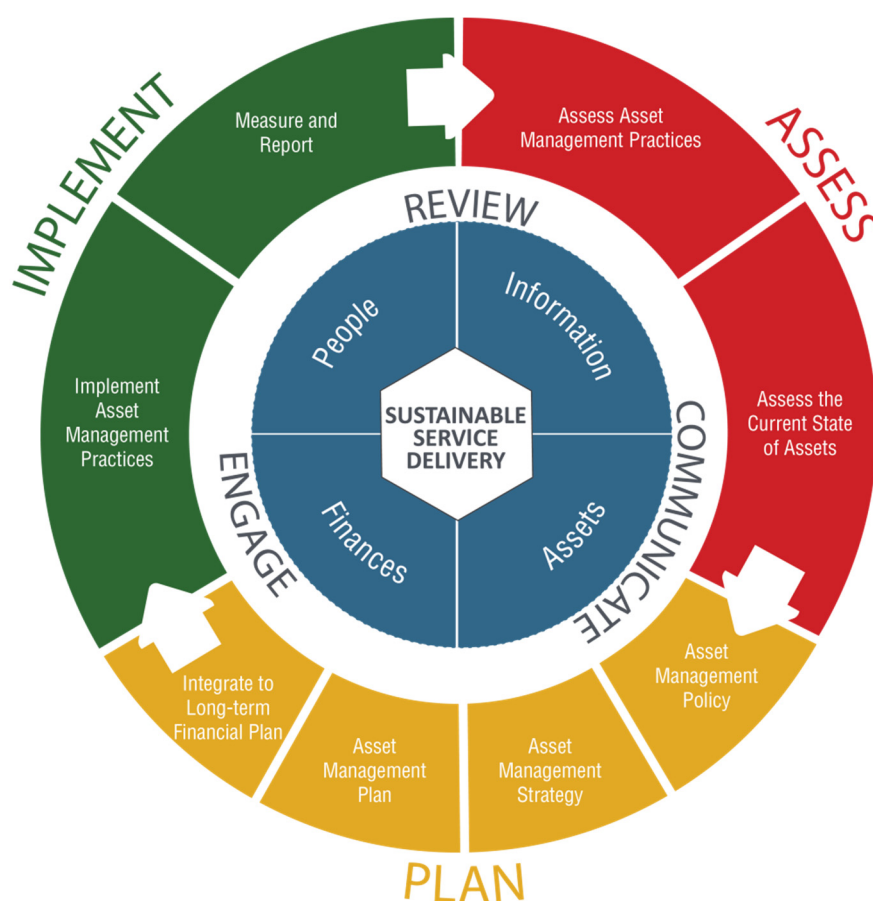 IMPLEMENT
Measure and
Report
Assess Asset
Management Practices
ASSESS
REVIEW
People
Information
Implement
Asset
Management
Practices
SUSTAINABLE
SERVICE
DELIVERY
Assess the
Current State
of Assets
ENGAGE
COMMUNICATE
Finances
Assets
Integrate to
Long-term
Financial Plan
Asset
Management
Plan
Asset
Management
Strategy
Asset
Management
Policy
PLAN